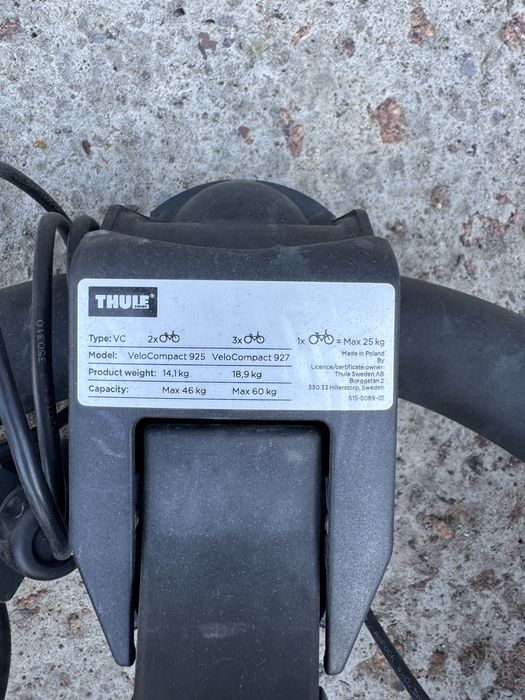 THULE
SWEDEN
Type: VC 2x 3x 1x = Max 25 kg
Model: VeloCompact 925 VeloCompact 927
Product weight: 14,1 kg 18,9 kg
Capacity: Max 46 kg Max 60 kg
Made in Poland
By
Licence/certificate owner:
Thule Sweden AB
Borggatan 2
330 33 Hillerstorp, Sweden
515-5089-01
350310